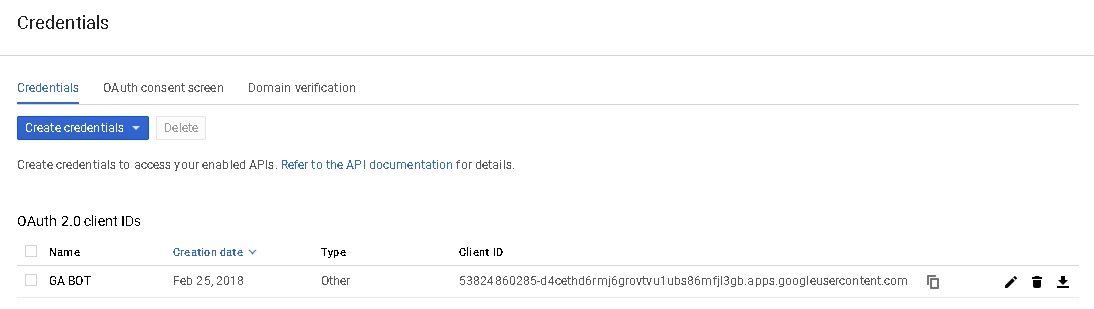 Credentials
Credentials OAuth consent screen Domain verification
Create credentials Delete
Create credentials to access your enabled APIs. Refer to the API documentation for details.
OAuth 2.0 client IDs
Name Creation date Type Client ID
GA BOT Feb 25, 2018 Other 53824860285-d4cethd6rmj6grovtvu1ubs86mfjl3gb.apps.googleusercontent.com